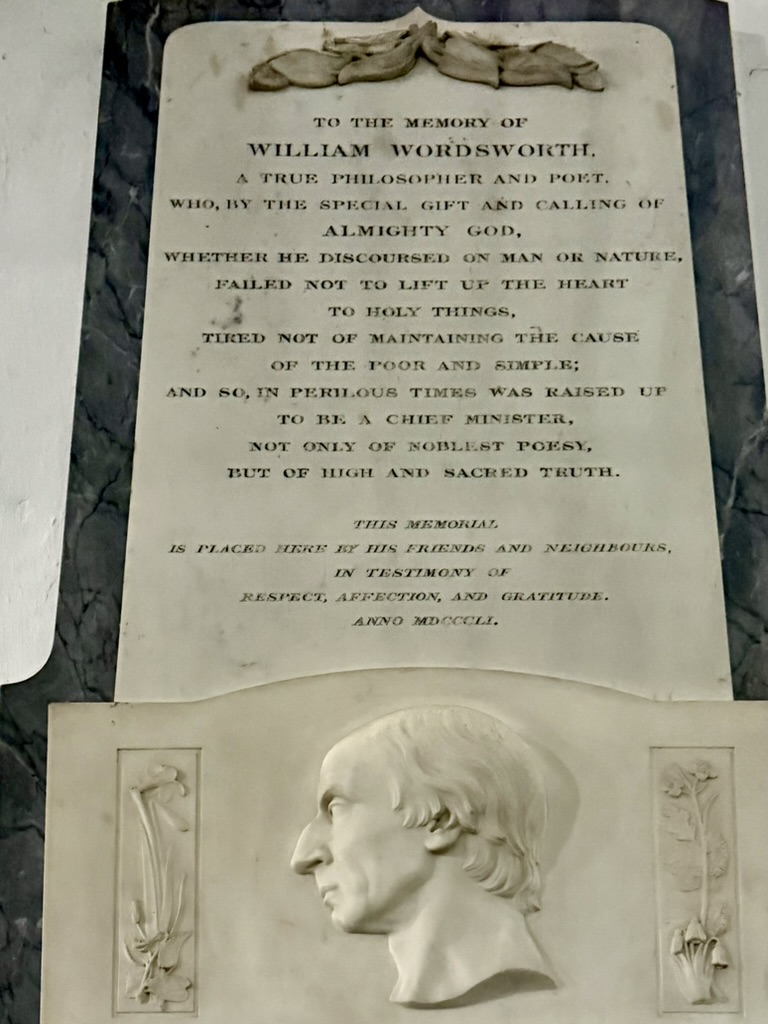 TO THE MEMORY OF
WILLIAM WORDSWORTH.
A TRUE PHILOSOPHER AND POET.
WHO, BY THE SPECIAL GIFT AND CALLING OF
ALMIGHTY GOD,
WHETHER HE DISCOURSED ON MAN OR NATURE,
FAILED NOT TO LIFT UP THE HEART
TO HOLY THINGS,
TIRED NOT OF MAINTAINING THE CAUSE
OF THE POOR AND SIMPLE;
AND SO, IN PERILOUS TIMES WAS RAISED UP
TO BE A CHIEF MINISTER,
NOT ONLY OF NOBLEST POESY,
BUT OF HIGH AND SACRED TRUTH.
THIS MEMORIAL
IS PLACED HERE BY HIS FRIENDS AND NEIGHBOURS,
IN TESTIMONY OF
RESPECT, AFFECTION, AND GRATITUDE.
ANNO MDCCCLI.